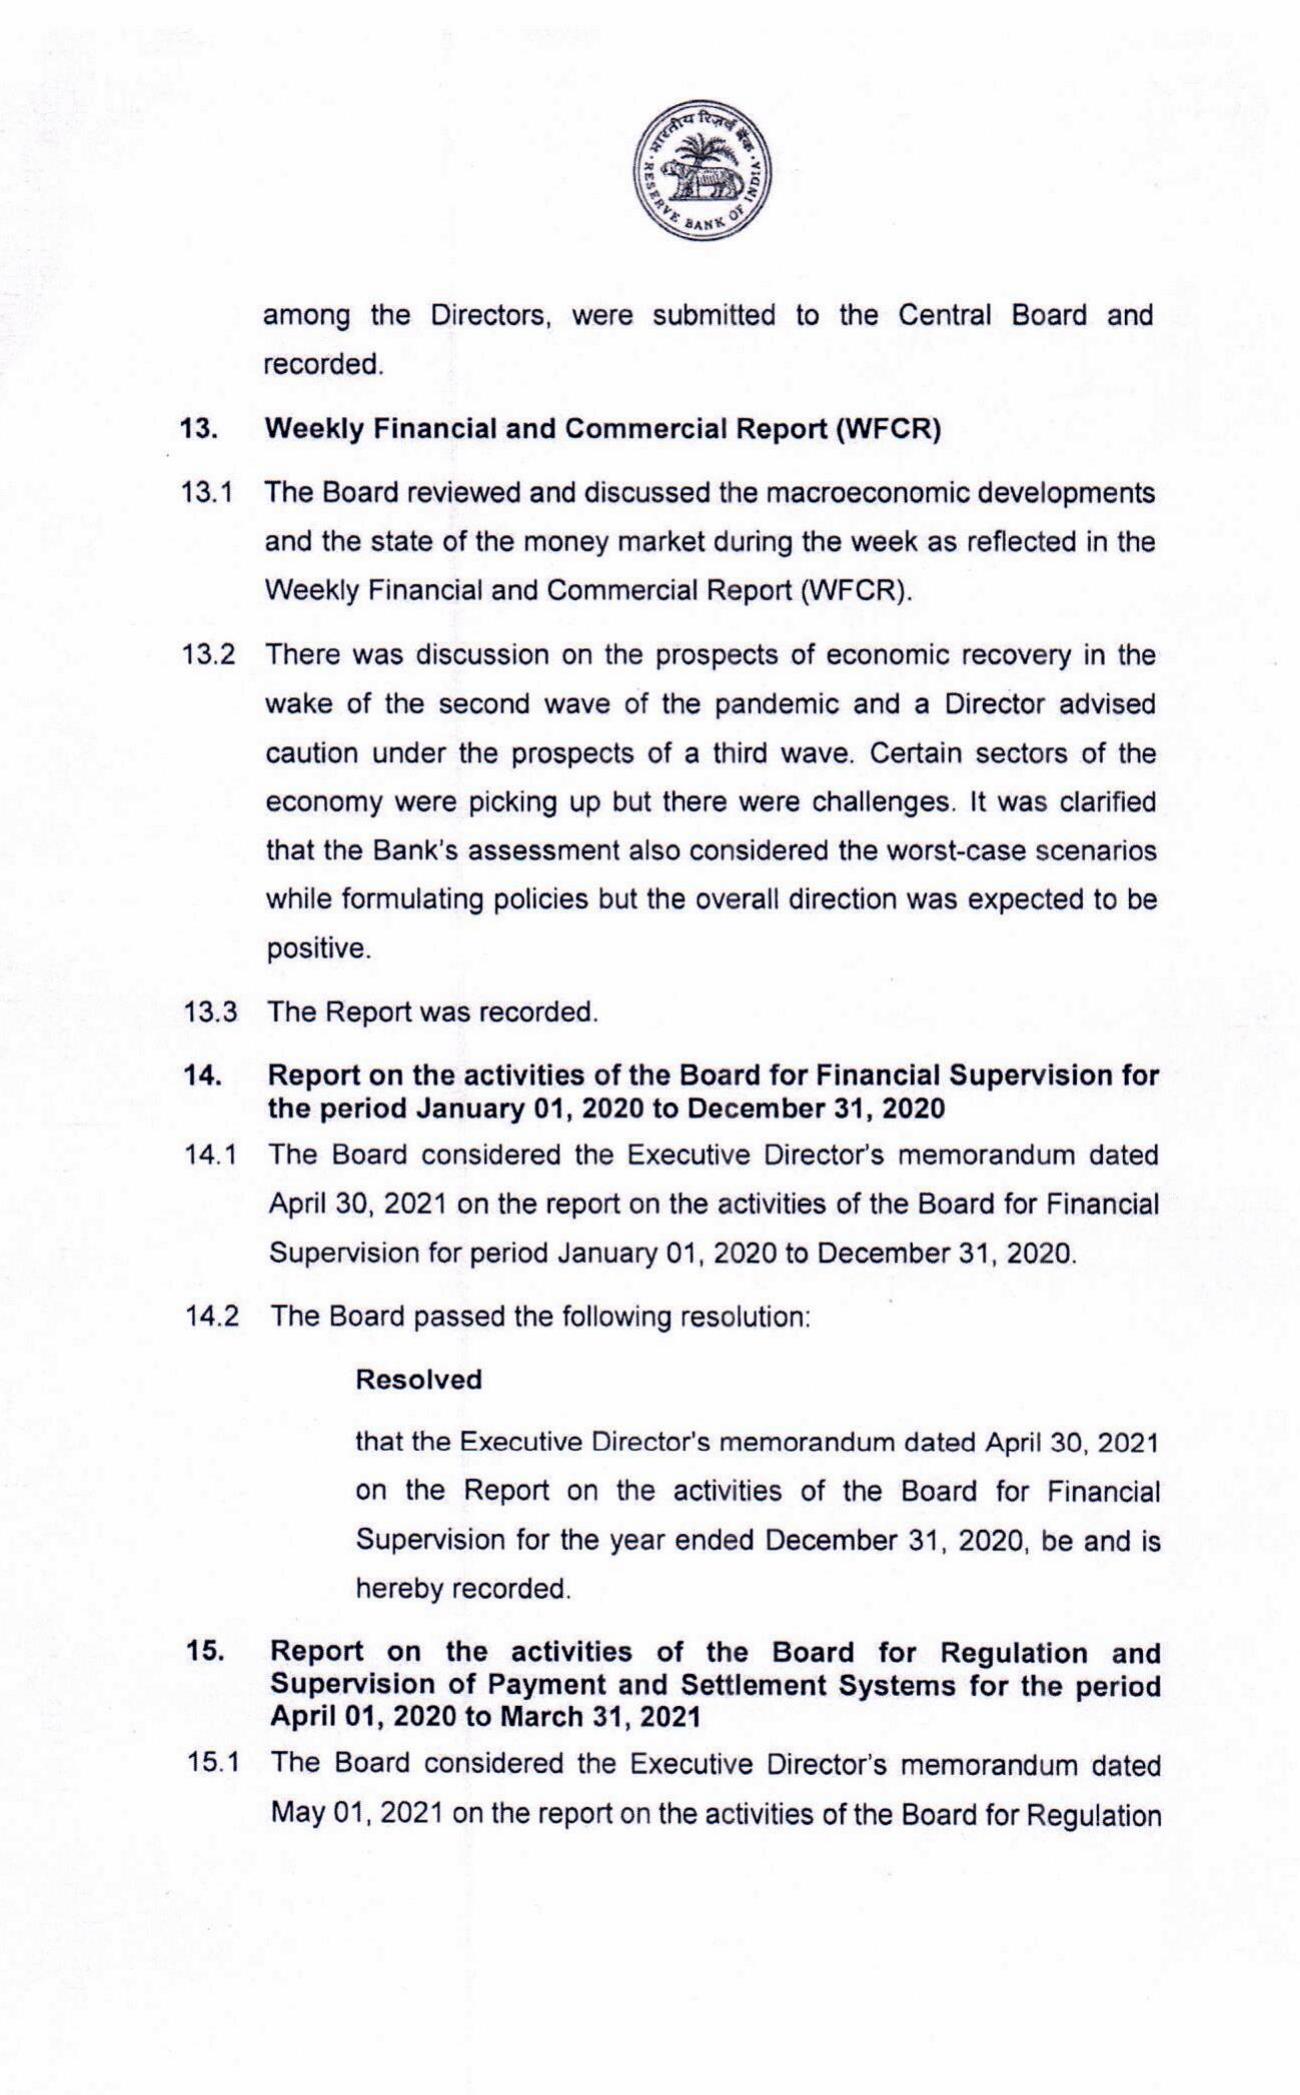 भारतीय रिज़र्व बैंक
RESERVE BANK OF INDIA
among the Directors, were submitted to the Central Board and
recorded.
13. Weekly Financial and Commercial Report (WFCR)
13.1 The Board reviewed and discussed the macroeconomic developments
and the state of the money market during the week as reflected in the
Weekly Financial and Commercial Report (WFCR).
13.2 There was discussion on the prospects of economic recovery in the
wake of the second wave of the pandemic and a Director advised
caution under the prospects of a third wave. Certain sectors of the
economy were picking up but there were challenges. It was clarified
that the Bank's assessment also considered the worst-case scenarios
while formulating policies but the overall direction was expected to be
positive.
13.3 The Report was recorded.
14. Report on the activities of the Board for Financial Supervision for
the period January 01, 2020 to December 31, 2020
14.1 The Board considered the Executive Director's memorandum dated
April 30, 2021 on the report on the activities of the Board for Financial
Supervision for period January 01, 2020 to December 31, 2020.
14.2 The Board passed the following resolution:
Resolved
that the Executive Director's memorandum dated April 30, 2021
on the Report on the activities of the Board for Financial
Supervision for the year ended December 31, 2020, be and is
hereby recorded.
15. Report on the activities of the Board for Regulation and
Supervision of Payment and Settlement Systems for the period
April 01, 2020 to March 31, 2021
15.1 The Board considered the Executive Director's memorandum dated
May 01, 2021 on the report on the activities of the Board for Regulation